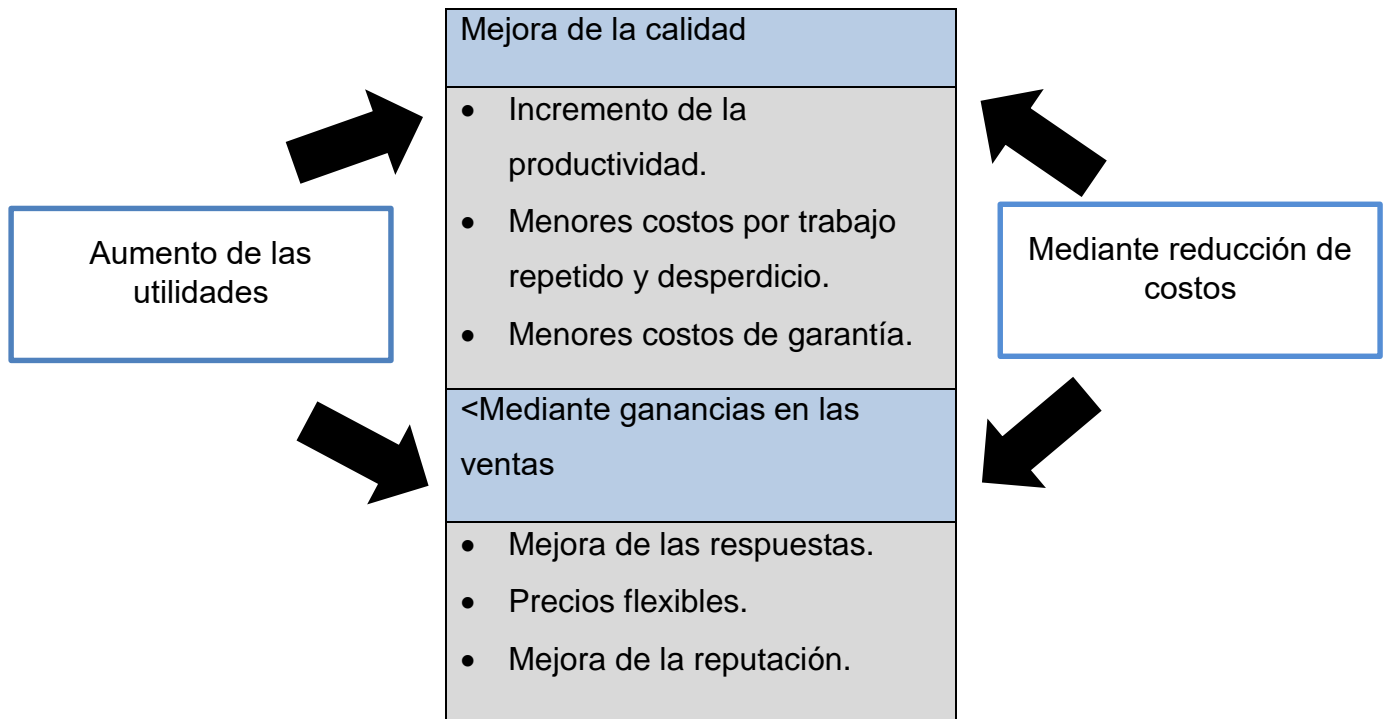 Mejora de la calidad
• Incremento de la
productividad.
• Menores costos por trabajo
repetido y desperdicio.
• Menores costos de garantía.
Aumento de las
utilidades
Mediante reducción de
costos
<Mediante ganancias en las
ventas
• Mejora de las respuestas.
• Precios flexibles.
• Mejora de la reputación.